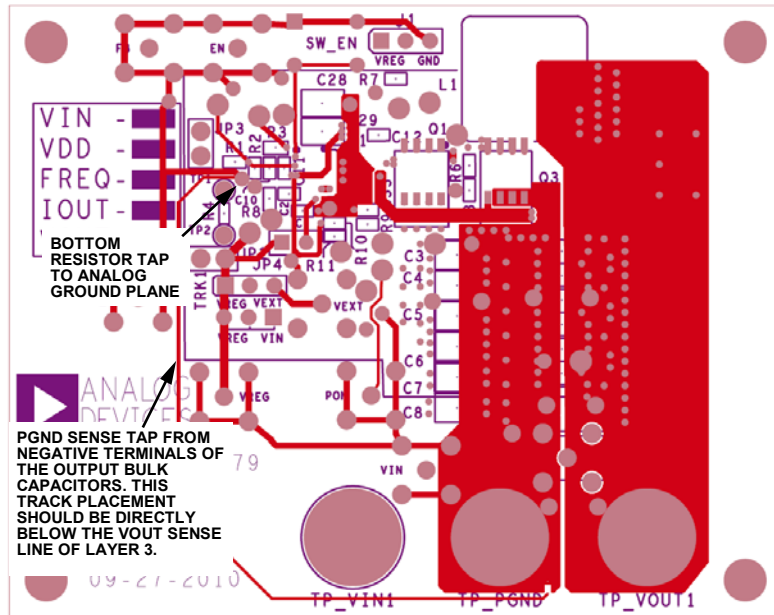 J1
FB
EN
SW_EN
VREG GND
C28
R7
L1
VIN -
VDD -
FREQ-
IOUT-
JP3
R3
R2
R1
C12
Q1
Q3
R6
C10
R8
R4
TP2
JP4
R11
R10
R9
C3
C4
C5
C6
C7
C8
BOTTOM
RESISTOR TAP
TO ANALOG
GROUND PLANE
TRK1
VREG VEXT
VEXT
VREG VIN
ANALOG
DEVICES
VREG
PGND SENSE TAP FROM
NEGATIVE TERMINALS OF
THE OUTPUT BULK
CAPACITORS. THIS
TRACK PLACEMENT
SHOULD BE DIRECTLY
BELOW THE VOUT SENSE
LINE OF LAYER 3.
79
VIN
09-27-2010
TP_VIN1
TP_PGND
TP_VOUT1